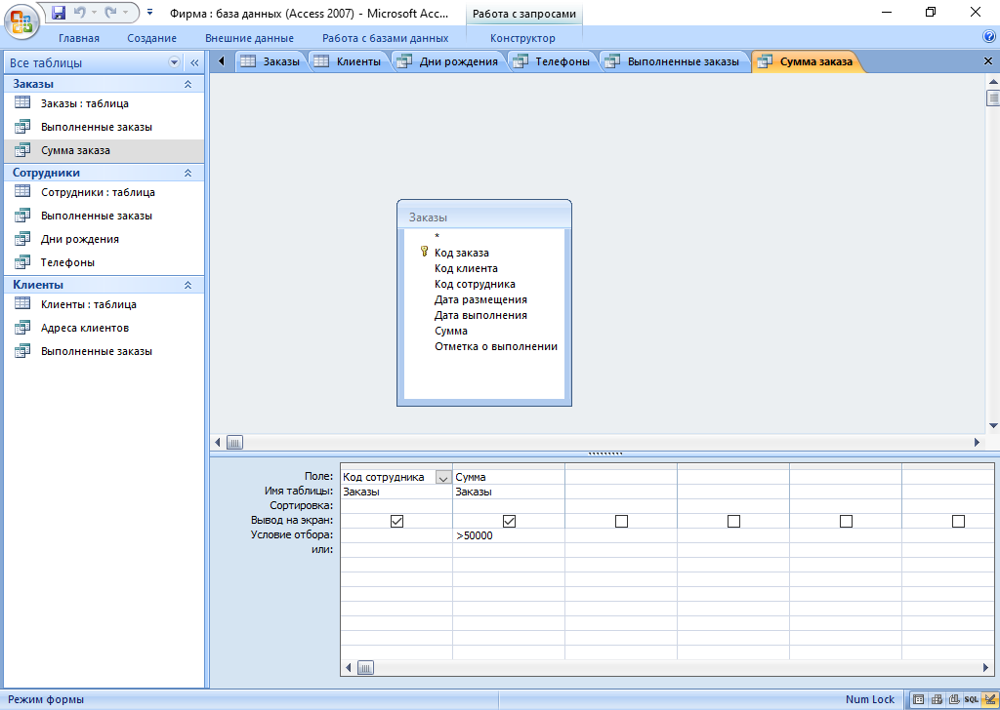 Фирма : база данных (Access 2007) - Microsoft Acc...
Работа с запросами
Главная
Создание
Внешние данные
Работа с базами данных
Конструктор
Все таблицы
«
Заказы
Клиенты
Дни рождения
Телефоны
Выполненные заказы
Сумма заказа
Заказы
Заказы : таблица
Выполненные заказы
Сумма заказа
Сотрудники
Сотрудники : таблица
Выполненные заказы
Дни рождения
Телефоны
Клиенты
Клиенты : таблица
Адреса клиентов
Выполненные заказы
Заказы
*
Код заказа
Код клиента
Код сотрудника
Дата размещения
Дата выполнения
Сумма
Отметка о выполнении
Поле: Код сотрудника Сумма
Имя таблицы: Заказы Заказы
Сортировка:
Вывод на экран:
Условие отбора: >50000
или:
Режим формы
Num Lock
SQL